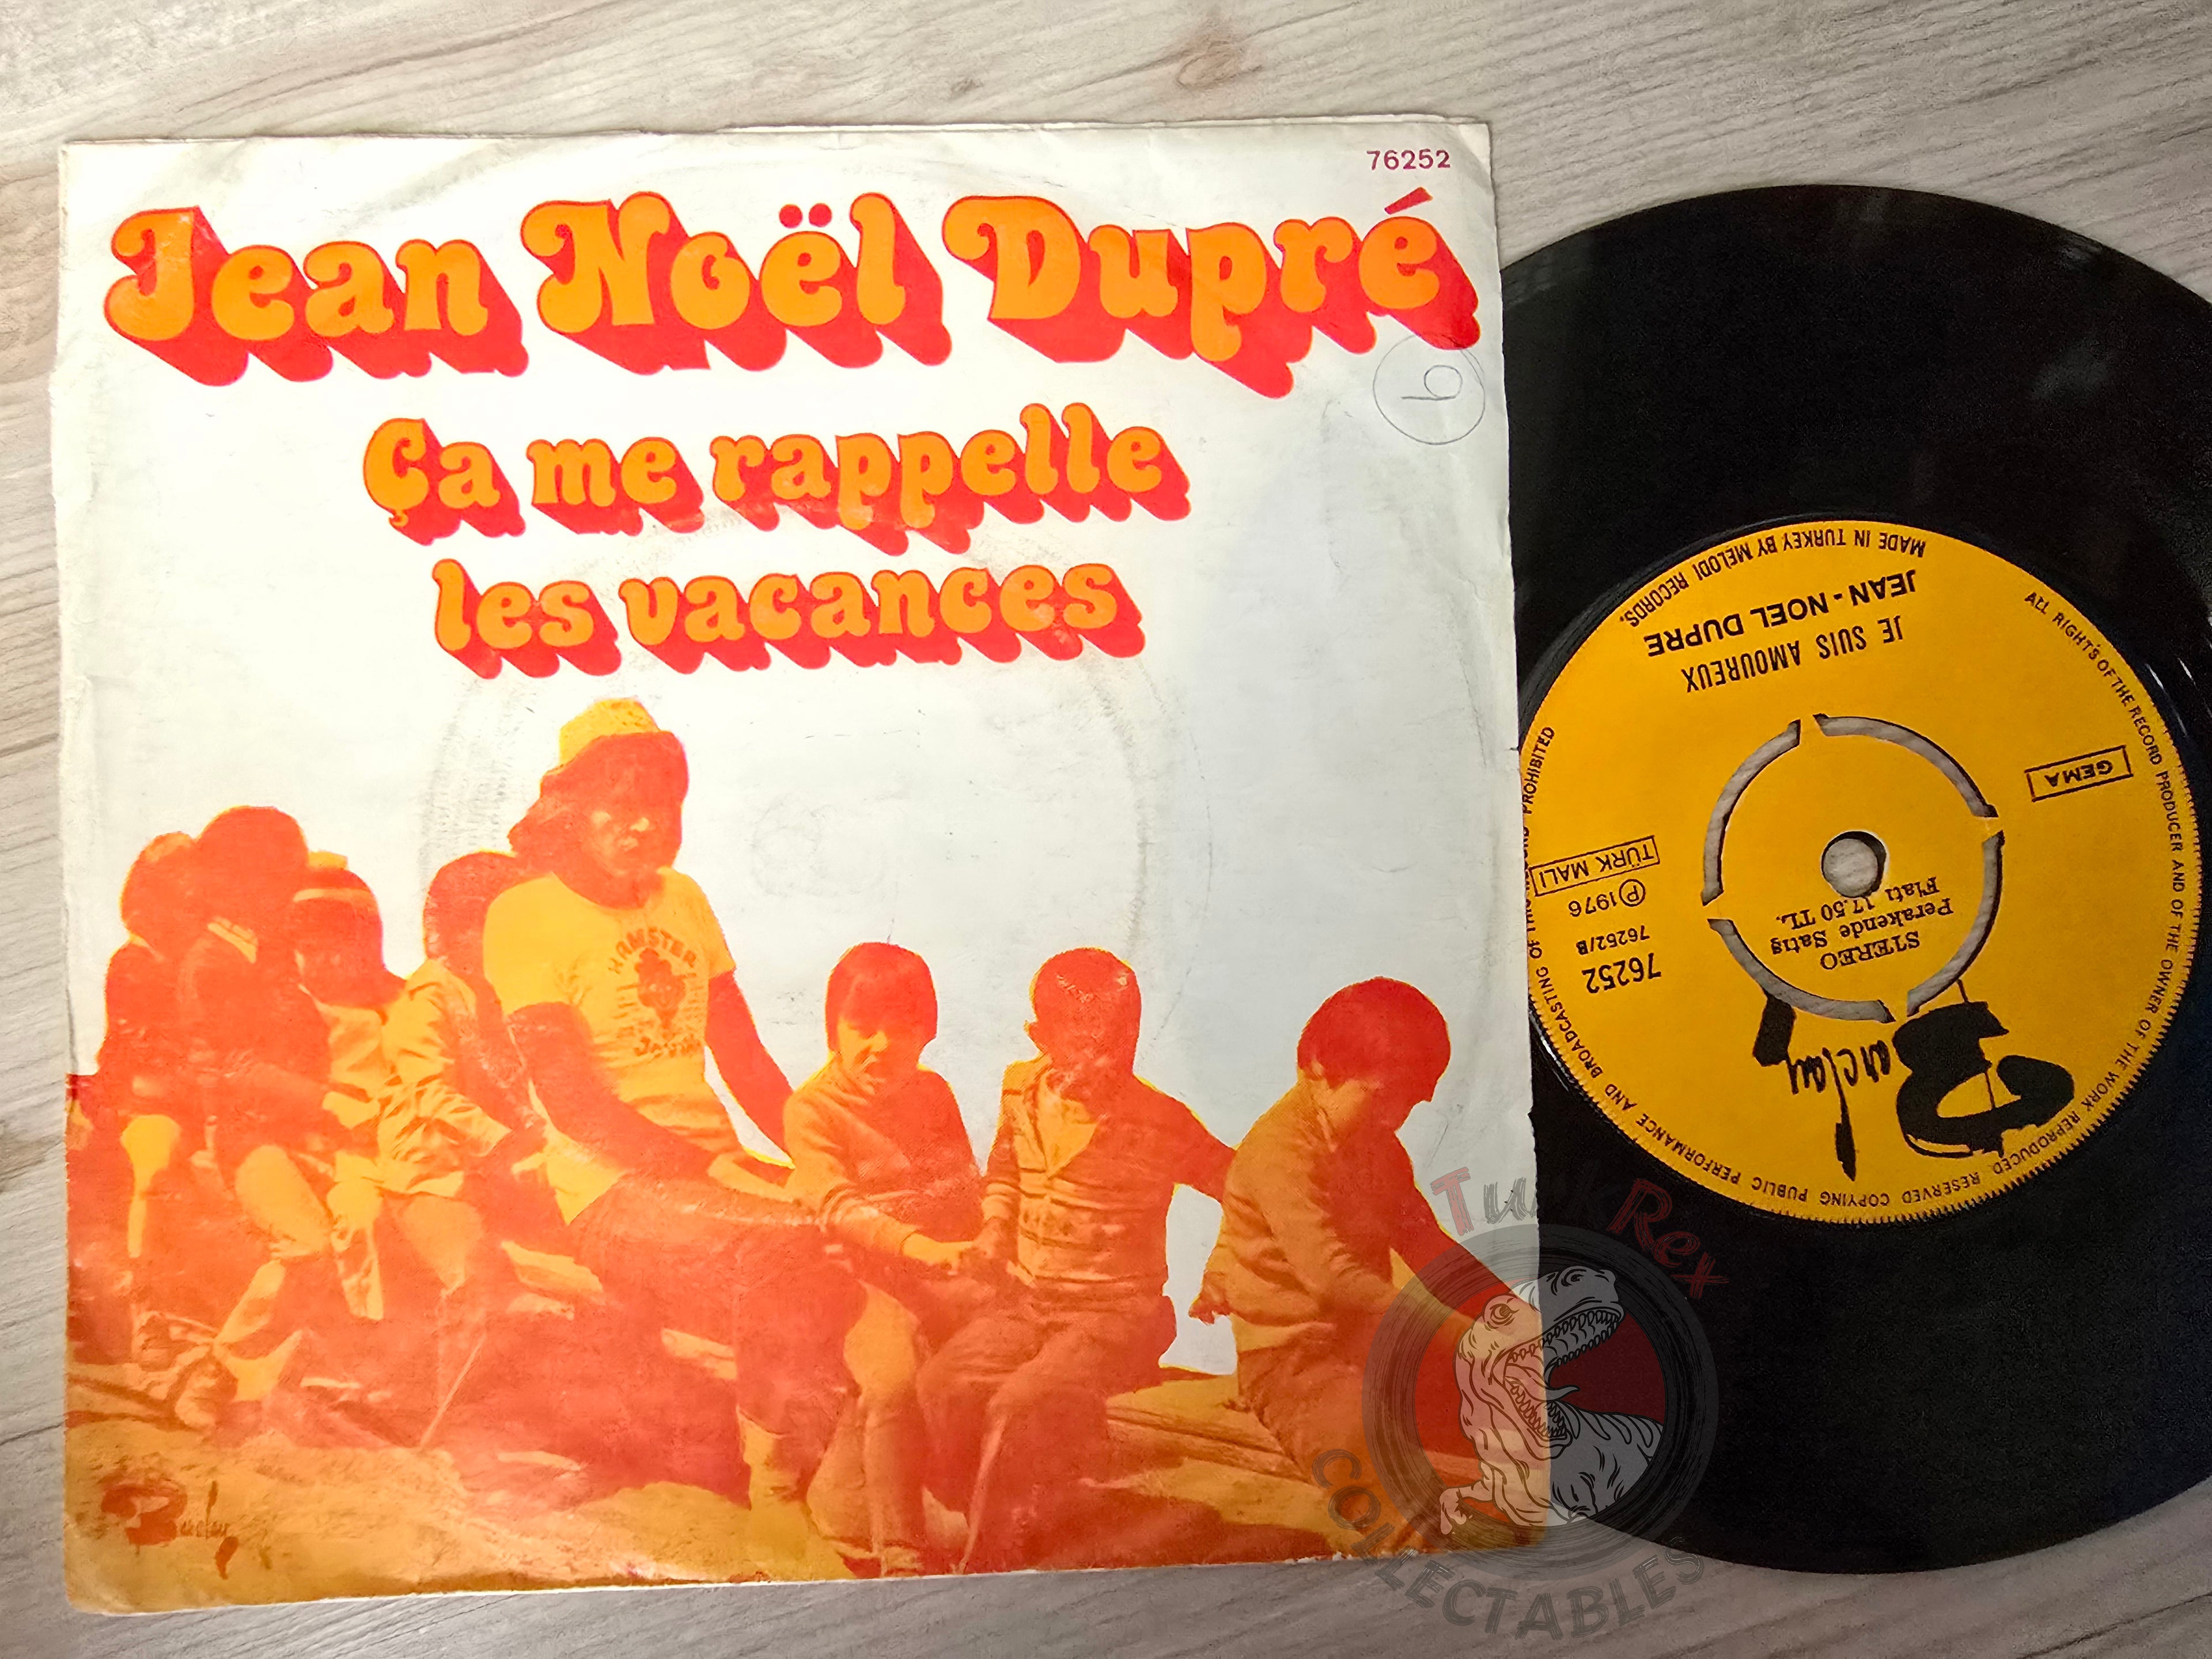 76252
Jean Noël Dupré
Ça me rappelle
les vacances
b
HAMSTER
Barclay
MADE IN TURKEY BY MELODI RECORDS.
JEAN - NOEL DUPRE
JE SUIS AMOUREUX
ALL RIGHTS OF THE RECORD PRODUCER AND OF THE OWNER OF THE WORK REPRODUCED RESERVED COPYING PUBLIC PERFORMANCE AND BROADCASTING OF PROHIBITED
GEMA
TÜRK MALI
Ⓟ1976
76252/B
76252
Fiatı 17.50 TL.
Perakende Satış
STEREO
Barclay
Turk Rex
COLLECTABLES